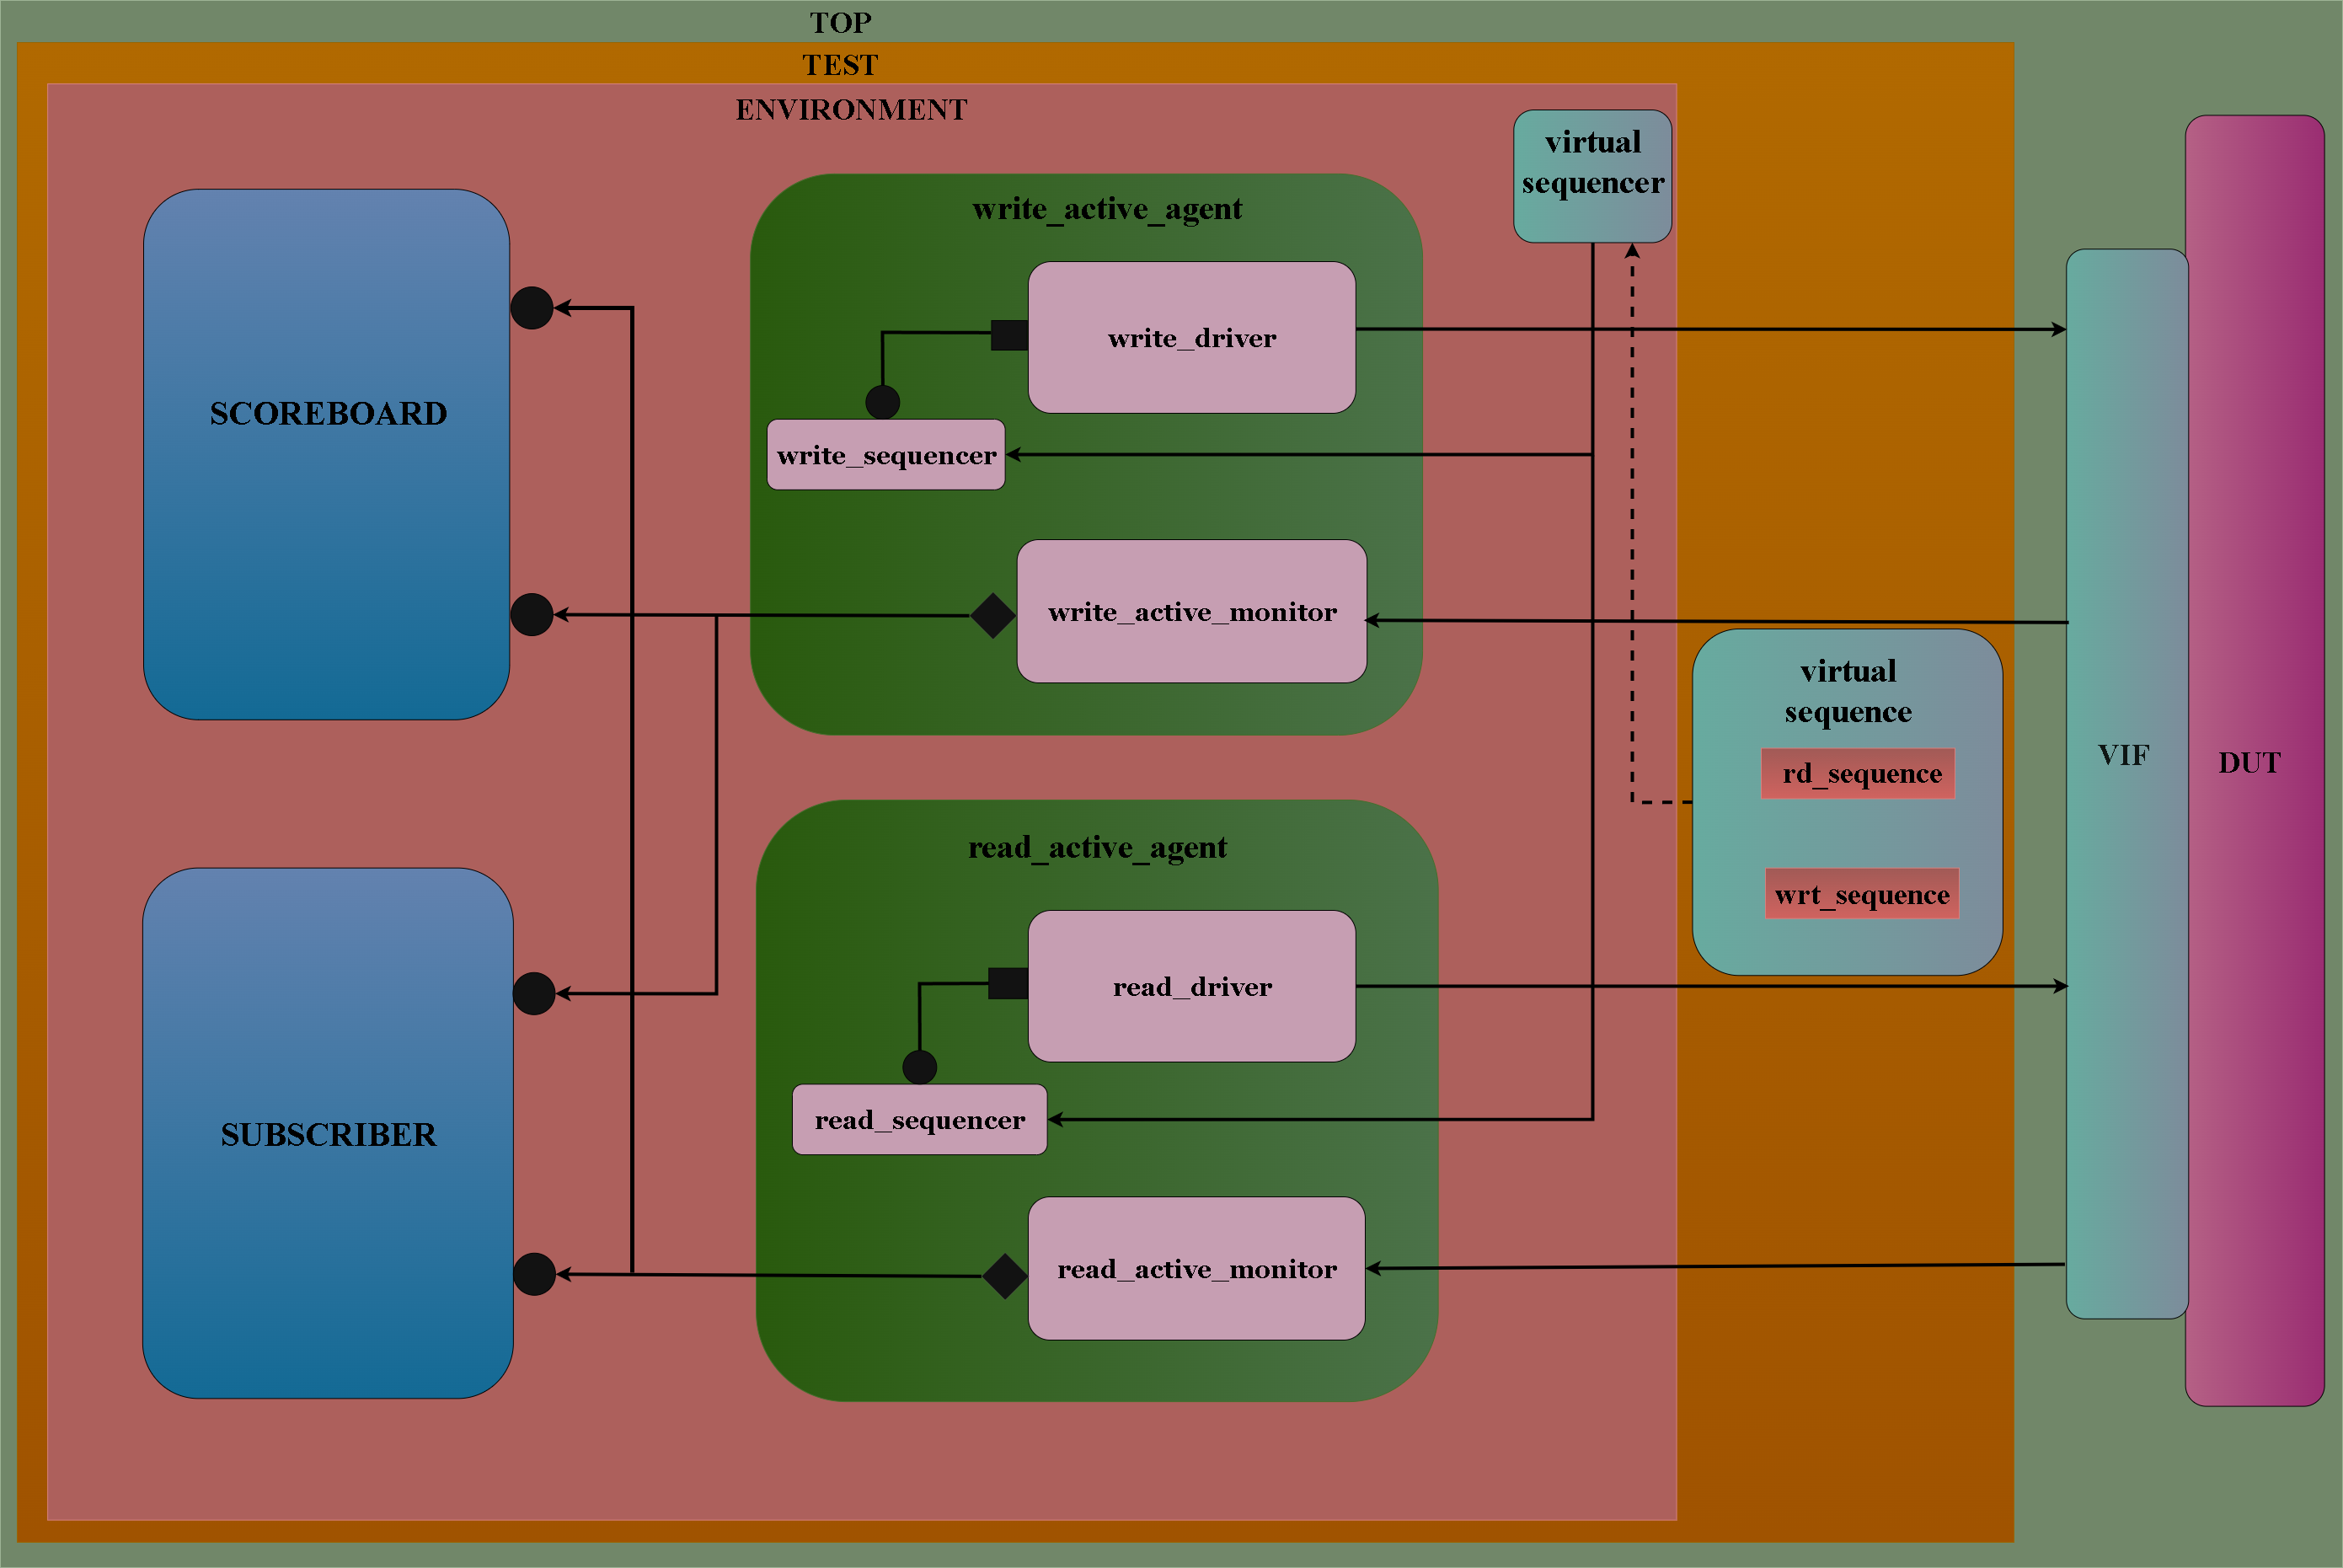 TOP
TEST
ENVIRONMENT
virtual
sequencer
write_active_agent
write_driver
SCOREBOARD
write_sequencer
write_active_monitor
virtual
sequence
rd_sequence
wrt_sequence
VIF
DUT
read_active_agent
read_driver
SUBSCRIBER
read_sequencer
read_active_monitor